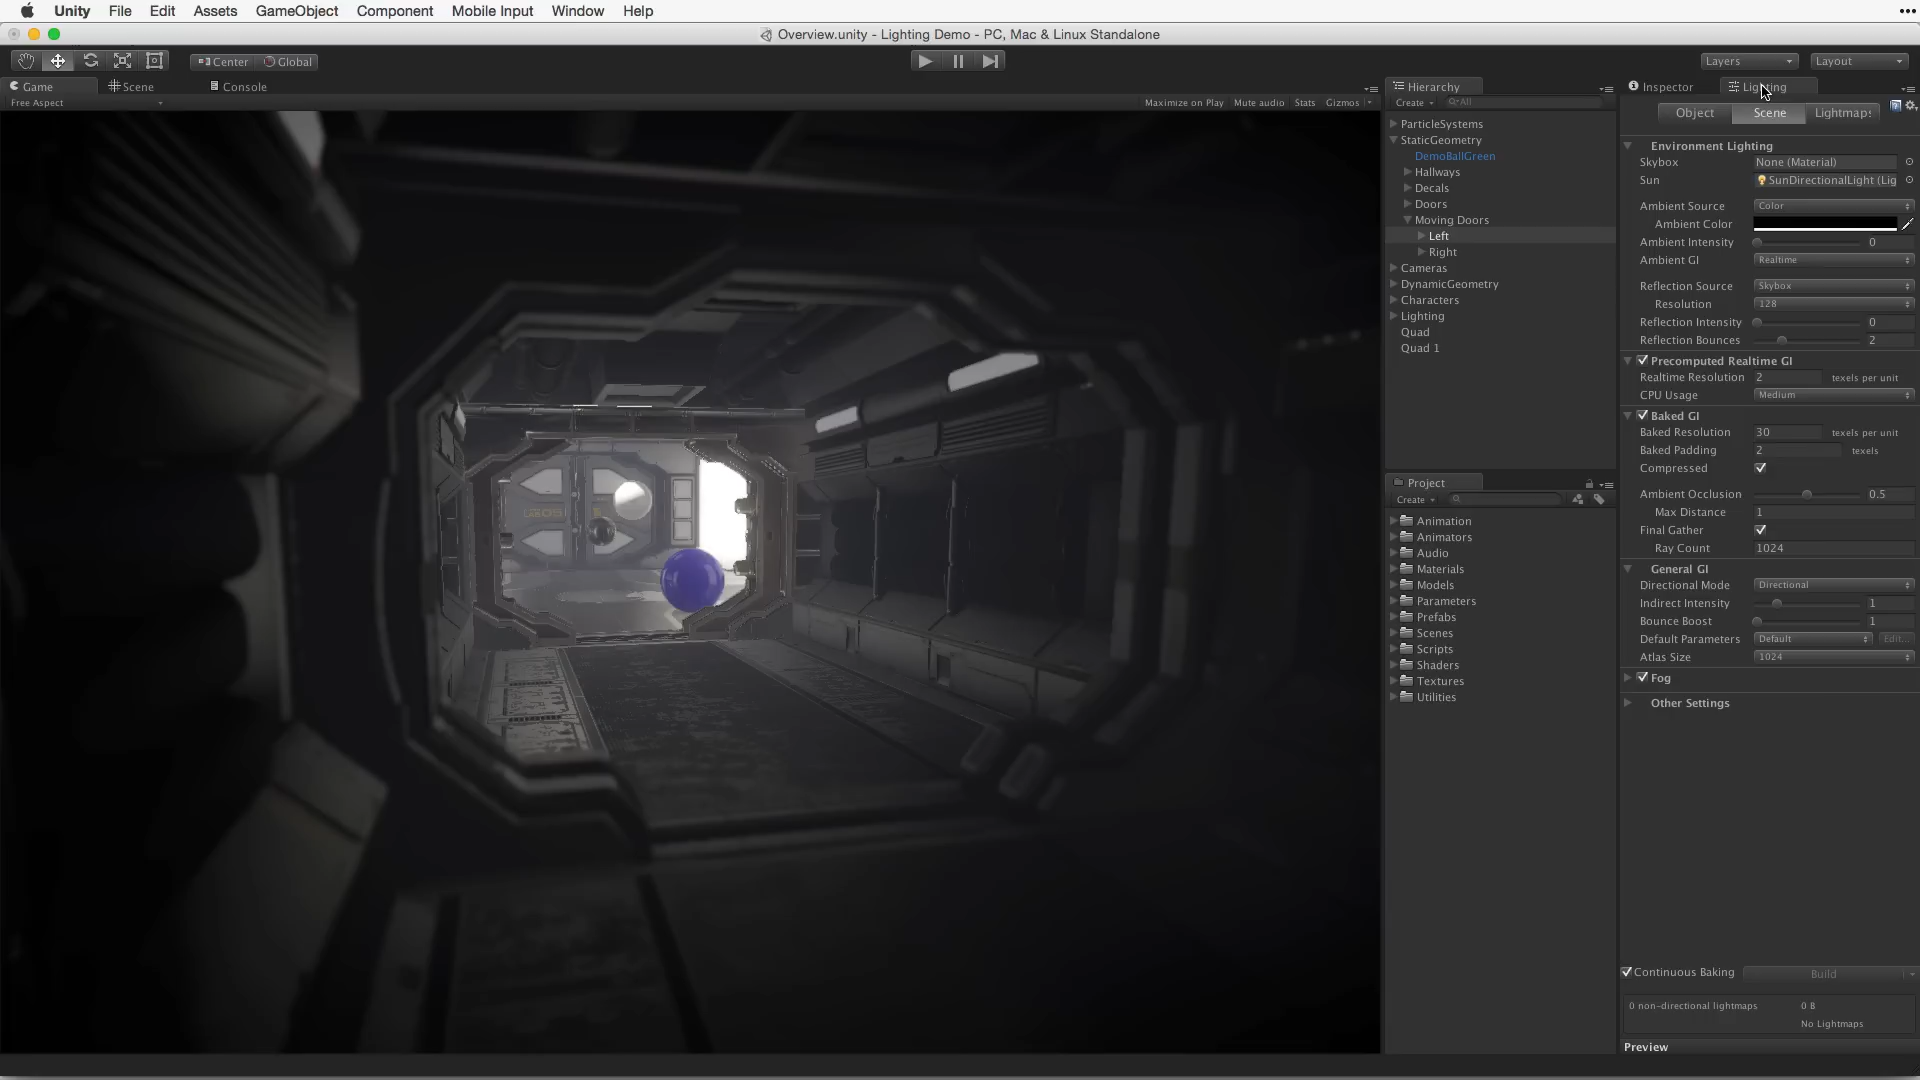 Unity File Edit Assets GameObject Component Mobile Input Window Help
Overview.unity - Lighting Demo - PC, Mac & Linux Standalone
Center Global Layers Layout
Game Scene Console
Free Aspect Maximize on Play Mute audio Stats Gizmos
Hierarchy
Create All
ParticleSystems
StaticGeometry
DemoBallGreen
Hallways
Decals
Doors
Moving Doors
Left
Right
Cameras
DynamicGeometry
Characters
Lighting
Quad
Quad 1
Project
Create
Animation
Animators
Audio
Materials
Models
Parameters
Prefabs
Scenes
Scripts
Shaders
Textures
Utilities
Inspector Lighting
Object Scene Lightmaps
Environment Lighting
Skybox None (Material)
Sun SunDirectionalLight (Lig
Ambient Source Color
Ambient Color
Ambient Intensity 0
Ambient GI Realtime
Reflection Source Skybox
Resolution 128
Reflection Intensity 0
Reflection Bounces 2
Precomputed Realtime GI
Realtime Resolution 2 texels per unit
CPU Usage Medium
Baked GI
Baked Resolution 30 texels per unit
Baked Padding 2 texels
Compressed
Ambient Occlusion 0.5
Max Distance 1
Final Gather
Ray Count 1024
General GI
Directional Mode Directional
Indirect Intensity 1
Bounce Boost 1
Default Parameters Default Edit...
Atlas Size 1024
Fog
Other Settings
Continuous Baking Build
0 non-directional lightmaps 0 B
No Lightmaps
Preview